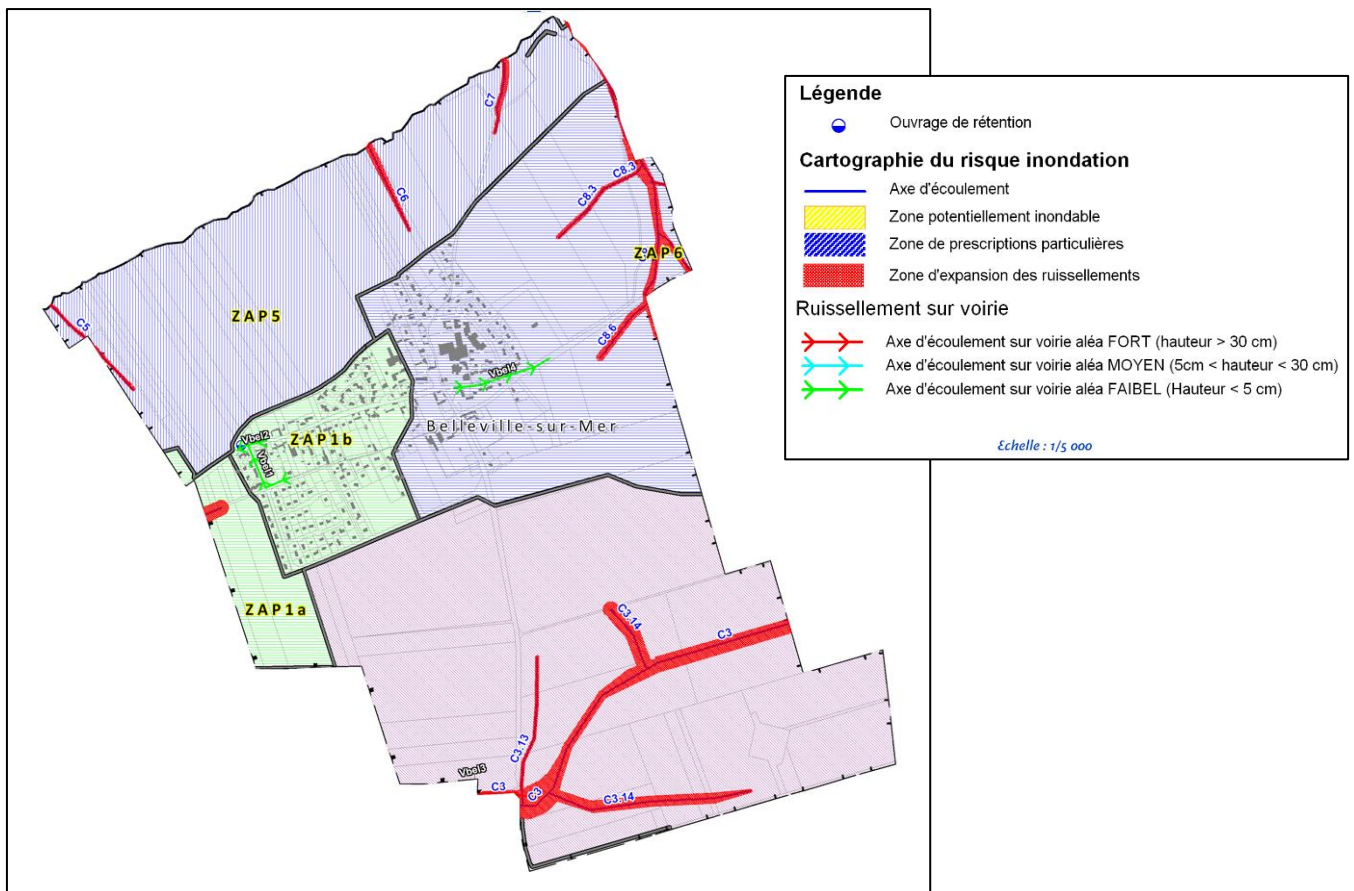 C7
C6
C8.3
C8.3
ZAP6
ZAP5
C5
C8.6
Vbel4
Belleville-sur-Mer
ZAP1b
Vbel2
Vbel1
ZAP1a
C3.14
C3
C3.13
Vbel3
C3
C3
C3.14
Légende
Ouvrage de rétention
Cartographie du risque inondation
Axe d'écoulement
Zone potentiellement inondable
Zone de prescriptions particulières
Zone d'expansion des ruissellements
Ruissellement sur voirie
Axe d'écoulement sur voirie aléa FORT (hauteur > 30 cm)
Axe d'écoulement sur voirie aléa MOYEN (5cm < hauteur < 30 cm)
Axe d'écoulement sur voirie aléa FAIBEL (Hauteur < 5 cm)
Echelle : 1/5 000